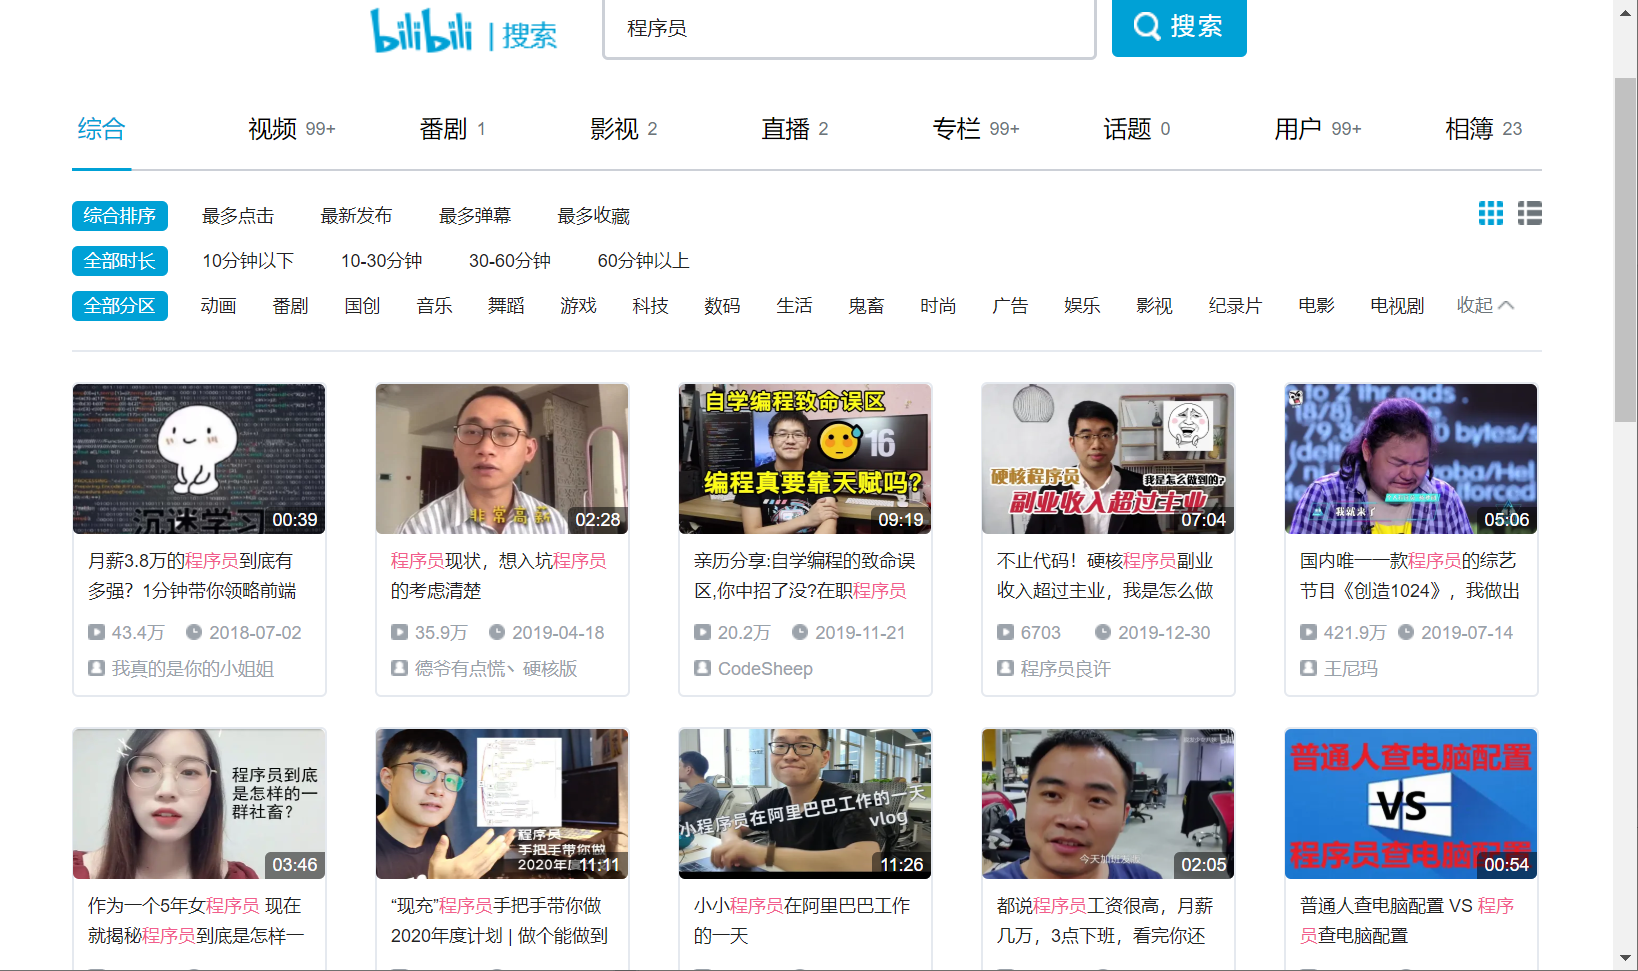 bilibili | 搜索
程序员
搜索
综合 视频 99+ 番剧 1 影视 2 直播 2 专栏 99+ 话题 0 用户 99+ 相簿 23
综合排序 最多点击 最新发布 最多弹幕 最多收藏
全部时长 10分钟以下 10-30分钟 30-60分钟 60分钟以上
全部分区 动画 番剧 国创 音乐 舞蹈 游戏 科技 数码 生活 鬼畜 时尚 广告 娱乐 影视 纪录片 电影 电视剧 收起
沉迷学习
00:39
月薪3.8万的程序员到底有
多强？1分钟带你领略前端
43.4万 2018-07-02
我真的是你的小姐姐
非常高薪
02:28
程序员现状，想入坑程序员
的考虑清楚
35.9万 2019-04-18
德爷有点慌丶硬核版
自学编程致命误区
16
编程真要靠天赋吗?
09:19
亲历分享:自学编程的致命误
区,你中招了没?在职程序员
20.2万 2019-11-21
CodeSheep
硬核程序员
我是怎么做到的?
副业收入超过主业
07:04
不止代码！硬核程序员副业
收入超过主业，我是怎么做
6703 2019-12-30
程序员良许
我就来了
05:06
国内唯一一款程序员的综艺
节目《创造1024》，我做出
421.9万 2019-07-14
王尼玛
程序员到底
是怎样的一
群社畜？
03:46
作为一个5年女程序员 现在
就揭秘程序员到底是怎样一
程序员
手把手带你做
2020年
11:11
“现充”程序员手把手带你做
2020年度计划 | 做个能做到
小程序员在阿里巴巴工作的一天
vlog
11:26
小小程序员在阿里巴巴工作
的一天
今天加班发
02:05
都说程序员工资很高，月薪
几万，3点下班，看完你还
普通人查电脑配置
VS
程序员查电脑配置
00:54
普通人查电脑配置 VS 程序
员查电脑配置